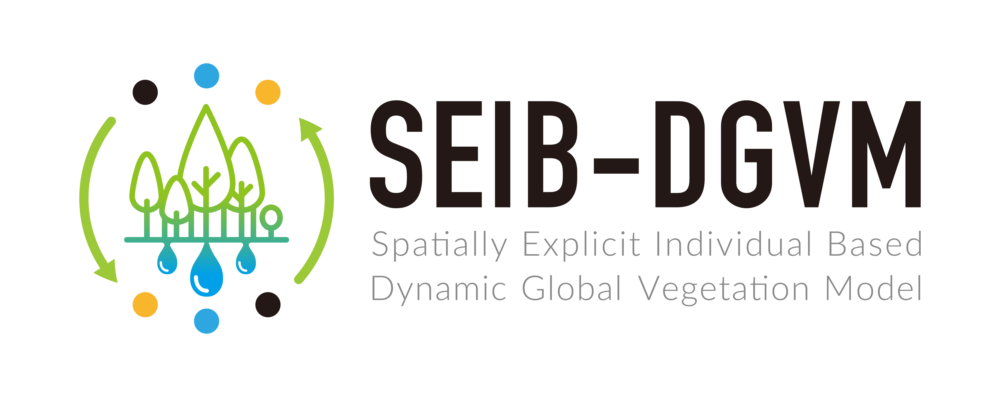 SEIB-DGVM
Spatially Explicit Individual Based
Dynamic Global Vegetation Model